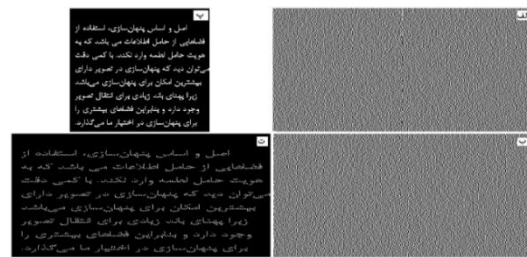 پ
اصل و اساس پنهان‌سازی، استفاده از
فضاهایی از حامل اطلاعات می باشد که به
هویت حامل لطمه وارد نکند. با کمی دقت
می‌توان دید که پنهان‌سازی در تصویر دارای
بیشترین امکان برای پنهان‌سازی می‌باشد
زیرا پهنای باند زیادی برای انتقال تصویر
وجود دارد و بنابراین فضاهای بیشتری را
برای پنهان‌سازی در اختیار ما می‌گذارد.
الف
ت
اصل و اساس پنهان‌سازی، استفاده از
فضاهایی از حامل اطلاعات می باشد که به
هویت حامل لطمه وارد نکند. با کمی دقت
می‌توان دید که پنهان‌سازی در تصویر دارای
بیشترین امکان برای پنهان‌سازی می‌باشد.
زیرا پهنای باند زیادی برای انتقال تصویر
وجود دارد و بنابراین فضاهای بیشتری را
برای پنهان‌سازی در اختیار ما می‌گذارد.
ب